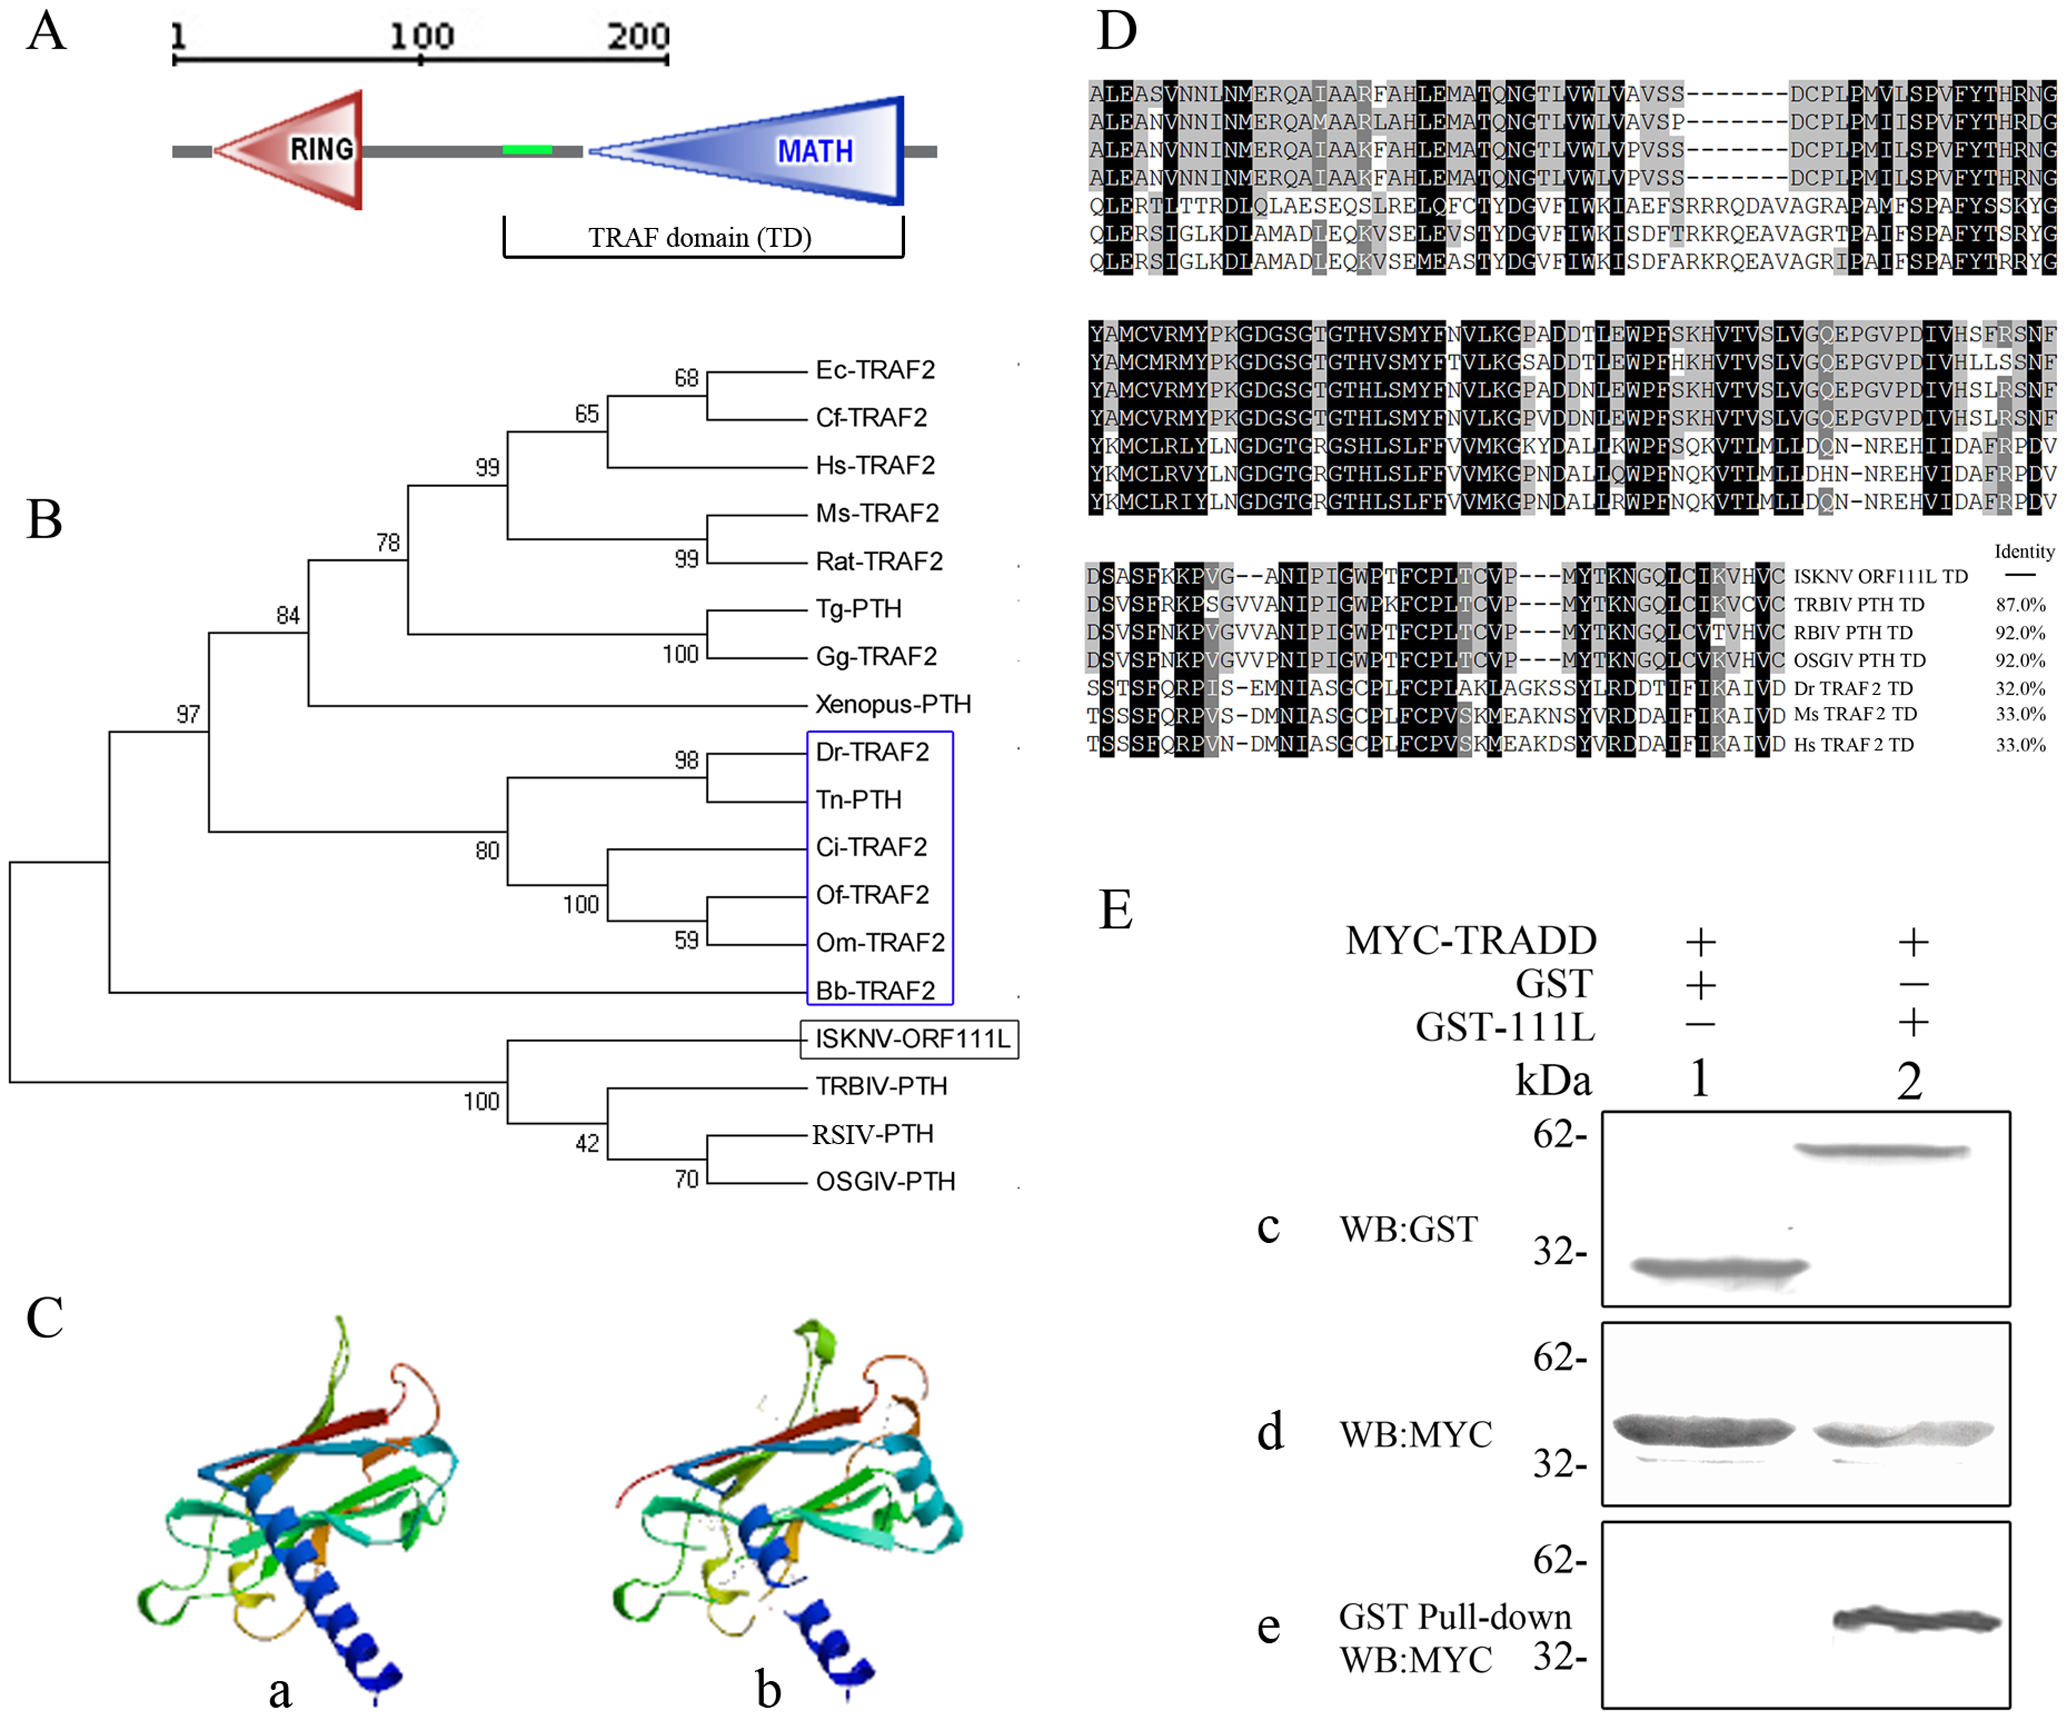 A
1 100 200
RING
MATH
TRAF domain (TD)
B
68
65
99
78
99
84
100
97
98
80
100
59
100
42
70
Ec-TRAF2
Cf-TRAF2
Hs-TRAF2
Ms-TRAF2
Rat-TRAF2
Tg-PTH
Gg-TRAF2
Xenopus-PTH
Dr-TRAF2
Tn-PTH
Ci-TRAF2
Of-TRAF2
Om-TRAF2
Bb-TRAF2
ISKNV-ORF111L
TRBIV-PTH
RSIV-PTH
OSGIV-PTH
C
a b
D
ALEASVNNLNMERQAIAARFAHLEMATQNGTLVWLVAVSS-------DCPLPMVLSPVFYTHRNG
ALEANVNNINMERQAMAARLAHLEMATQNGTLVWLVAVSP-------DCPLPMIISPVFYTHRDG
ALEANVNNINMERQAIAAKFAHLEMATQNGTLVWLVPVSS-------DCPLPMILSPVFYTHRNG
ALEANVNNINMERQAIAAKFAHLEMATQNGTLVWLVPVSS-------DCPLPMILSPVFYTHRNG
QLERTLTTRDLQLAESEQSLRELQFCTYDGVFIWKIAEFSRRRQDAVAGRAPAMFSPAFYSSKYG
QLERSIGLKDLAMADLEQKVSELEVSTYDGVFIWKISDFTRKRQEAVAGRTPAIFSPAFYTSRYG
QLERSIGLKDLAMADLEQKVSEMEASTYDGVFIWKISDFARKRQEAVAGRIPAIFSPAFYTRRYG
YAMCVRMYPKGDGSGTGTHVSMYFNVLKGPADDTLEWPFSKHVTVSLVGQEPGVPDIVHSFRSNF
YAMCMRMYPKGDGSGTGTHVSMYFTVLKGSADDTLEWPFHKHVTVSLVGQEPGVPDIVHLLSSNF
YAMCVRMYPKGDGSGTGTHLSMYFNVLKGPADDNLEWPFSKHVTVSLVGQEPGVPDIVHSLRSNF
YAMCVRMYPKGDGSGTGTHLSMYFNVLKGPVDDNLEWPFSKHVTVSLVGQEPGVPDIVHSLRSNF
YKMCLRLYLNGDGTGRGSHLSLFFVVMKGKYDALLKWPFSQKVTLMLLDQN-NREHIIDAFRPDV
YKMCLRVYLNGDGTGRGTHLSLFFVVMKGPNDALLQWPFNQKVTLMLLDHN-NREHVIDAFRPDV
YKMCLRIYLNGDGTGRGTHLSLFFVVMKGPNDALLRWPFNQKVTLMLLDQN-NREHVIDAFRPDV
Identity
DSASFKKPVG--ANIPIGWPTFCPLTCVP---MYTKNGQLCIKVHVC ISKNV ORF111L TD —
DSVSFRKPSGVVANIPIGWPKFCPLTCVP---MYTKNGQLCIKVCVC TRBIV PTH TD 87.0%
DSVSFNKPVGVVANIPIGWPTFCPLTCVP---MYTKNGQLCVTVHVC RBIV PTH TD 92.0%
DSVSFNKPVGVVPNIPIGWPTFCPLTCVP---MYTKNGQLCVKVHVC OSGIV PTH TD 92.0%
SSTSFQRPIS-EMNIASGCPLFCPLAKLAGKSSYLRDDTIFIKAIVD Dr TRAF2 TD 32.0%
TSSSFQRPVS-DMNIASGCPLFCPVSKMEAKNSYVRDDAIFIKAIVD Ms TRAF2 TD 33.0%
TSSSFQRPVN-DMNIASGCPLFCPVSKMEAKDSYVRDDAIFIKAIVD Hs TRAF2 TD 33.0%
E
MYC-TRADD + +
GST + −
GST-111L − +
kDa 1 2
62-
c WB:GST
32-
62-
d WB:MYC
32-
62-
e GST Pull-down
WB:MYC 32-